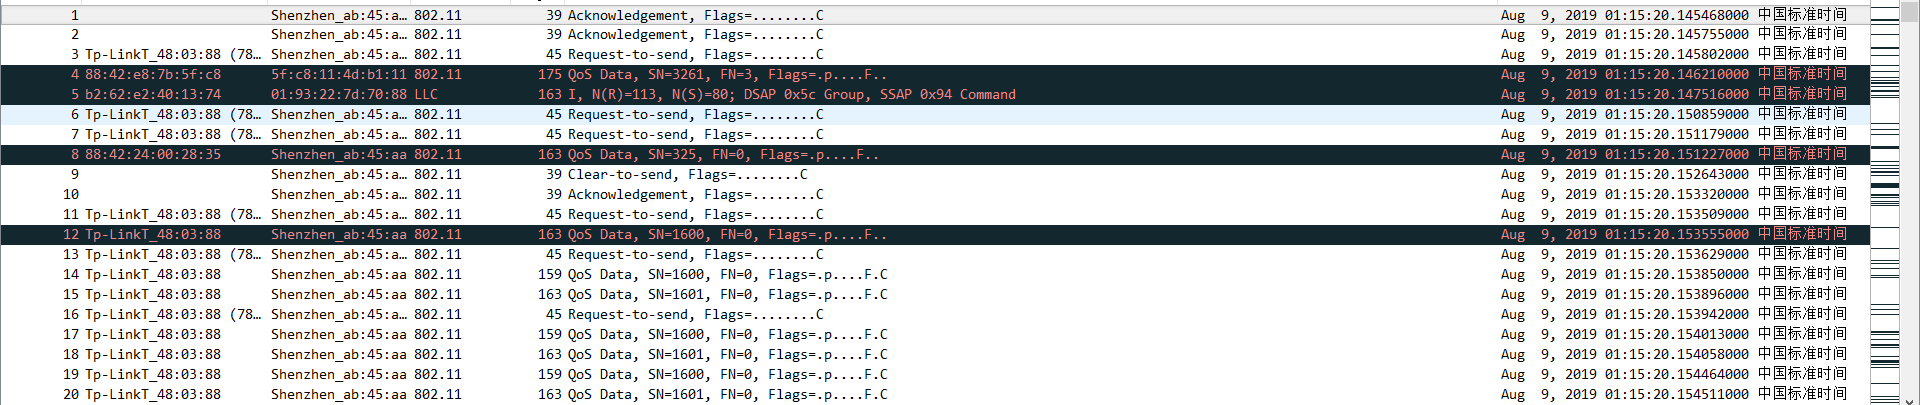 1 Shenzhen_ab:45:a… 802.11 39 Acknowledgement, Flags=........C Aug 9, 2019 01:15:20.145468000 中国标准时间
2 Shenzhen_ab:45:a… 802.11 39 Acknowledgement, Flags=........C Aug 9, 2019 01:15:20.145755000 中国标准时间
3 Tp-LinkT_48:03:88 (78… Shenzhen_ab:45:a… 802.11 45 Request-to-send, Flags=........C Aug 9, 2019 01:15:20.145802000 中国标准时间
4 88:42:e8:7b:5f:c8 5f:c8:11:4d:b1:11 802.11 175 QoS Data, SN=3261, FN=3, Flags=.p....F.. Aug 9, 2019 01:15:20.146210000 中国标准时间
5 b2:62:e2:40:13:74 01:93:22:7d:70:88 LLC 163 I, N(R)=113, N(S)=80; DSAP 0x5c Group, SSAP 0x94 Command Aug 9, 2019 01:15:20.147516000 中国标准时间
6 Tp-LinkT_48:03:88 (78… Shenzhen_ab:45:a… 802.11 45 Request-to-send, Flags=........C Aug 9, 2019 01:15:20.150859000 中国标准时间
7 Tp-LinkT_48:03:88 (78… Shenzhen_ab:45:a… 802.11 45 Request-to-send, Flags=........C Aug 9, 2019 01:15:20.151179000 中国标准时间
8 88:42:24:00:28:35 Shenzhen_ab:45:aa 802.11 163 QoS Data, SN=325, FN=0, Flags=.p....F.. Aug 9, 2019 01:15:20.151227000 中国标准时间
9 Shenzhen_ab:45:a… 802.11 39 Clear-to-send, Flags=........C Aug 9, 2019 01:15:20.152643000 中国标准时间
10 Shenzhen_ab:45:a… 802.11 39 Acknowledgement, Flags=........C Aug 9, 2019 01:15:20.153320000 中国标准时间
11 Tp-LinkT_48:03:88 (78… Shenzhen_ab:45:a… 802.11 45 Request-to-send, Flags=........C Aug 9, 2019 01:15:20.153509000 中国标准时间
12 Tp-LinkT_48:03:88 Shenzhen_ab:45:aa 802.11 163 QoS Data, SN=1600, FN=0, Flags=.p....F.. Aug 9, 2019 01:15:20.153555000 中国标准时间
13 Tp-LinkT_48:03:88 (78… Shenzhen_ab:45:a… 802.11 45 Request-to-send, Flags=........C Aug 9, 2019 01:15:20.153629000 中国标准时间
14 Tp-LinkT_48:03:88 Shenzhen_ab:45:aa 802.11 159 QoS Data, SN=1600, FN=0, Flags=.p....F.C Aug 9, 2019 01:15:20.153850000 中国标准时间
15 Tp-LinkT_48:03:88 Shenzhen_ab:45:aa 802.11 163 QoS Data, SN=1601, FN=0, Flags=.p....F.C Aug 9, 2019 01:15:20.153896000 中国标准时间
16 Tp-LinkT_48:03:88 (78… Shenzhen_ab:45:a… 802.11 45 Request-to-send, Flags=........C Aug 9, 2019 01:15:20.153942000 中国标准时间
17 Tp-LinkT_48:03:88 Shenzhen_ab:45:aa 802.11 159 QoS Data, SN=1600, FN=0, Flags=.p....F.C Aug 9, 2019 01:15:20.154013000 中国标准时间
18 Tp-LinkT_48:03:88 Shenzhen_ab:45:aa 802.11 163 QoS Data, SN=1601, FN=0, Flags=.p....F.C Aug 9, 2019 01:15:20.154058000 中国标准时间
19 Tp-LinkT_48:03:88 Shenzhen_ab:45:aa 802.11 159 QoS Data, SN=1600, FN=0, Flags=.p....F.C Aug 9, 2019 01:15:20.154464000 中国标准时间
20 Tp-LinkT_48:03:88 Shenzhen_ab:45:aa 802.11 163 QoS Data, SN=1601, FN=0, Flags=.p....F.C Aug 9, 2019 01:15:20.154511000 中国标准时间